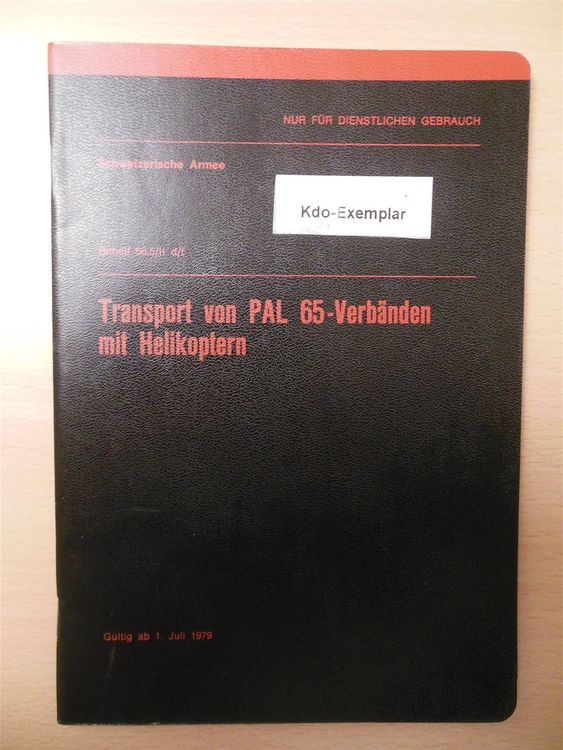 NUR FÜR DIENSTLICHEN GEBRAUCH
Schweizerische Armee
Kdo-Exemplar
Behelf d/f
Transport von PAL 65-Verbänden
mit Helikoptern
Gültig ab 1. Juli 1979